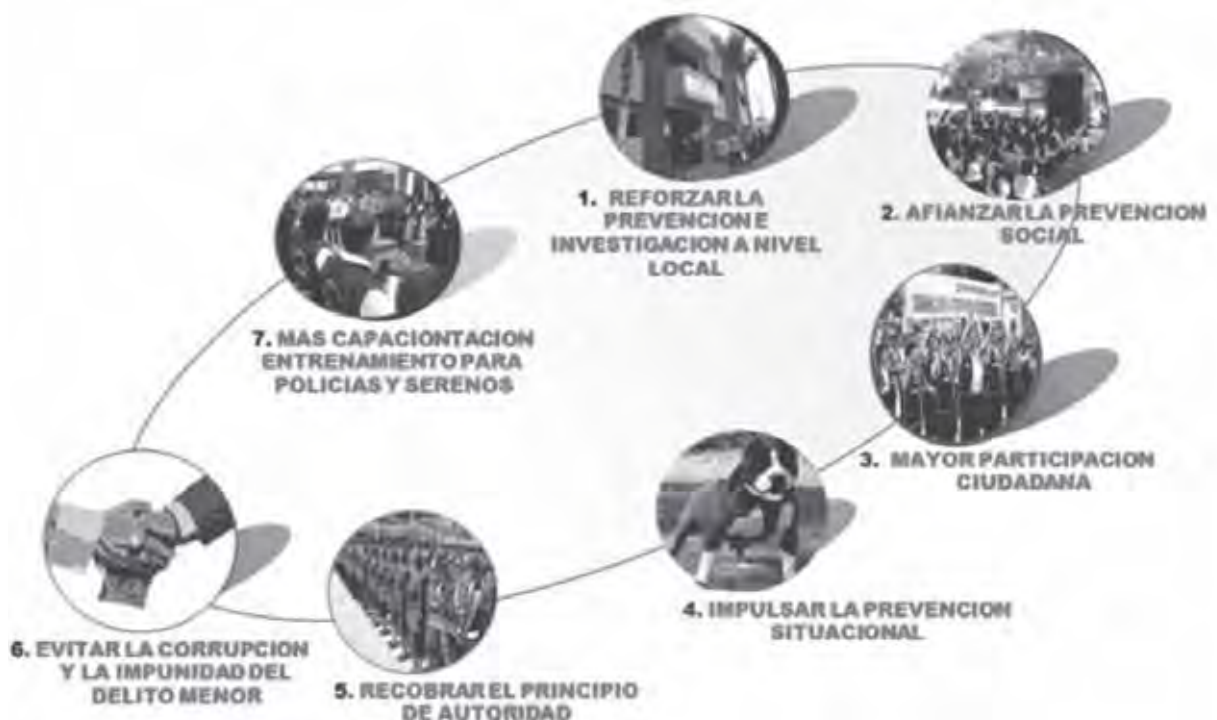 1. REFORZAR LA
PREVENCION E
INVESTIGACION A NIVEL
LOCAL
2. AFIANZAR LA PREVENCION
SOCIAL
3. MAYOR PARTICIPACION
CIUDADANA
4. IMPULSAR LA PREVENCION
SITUACIONAL
5. RECOBRAR EL PRINCIPIO
DE AUTORIDAD
6. EVITAR LA CORRUPCION
Y LA IMPUNIDAD DEL
DELITO MENOR
7. MAS CAPACIONTACION
ENTRENAMIENTO PARA
POLICIAS Y SERENOS